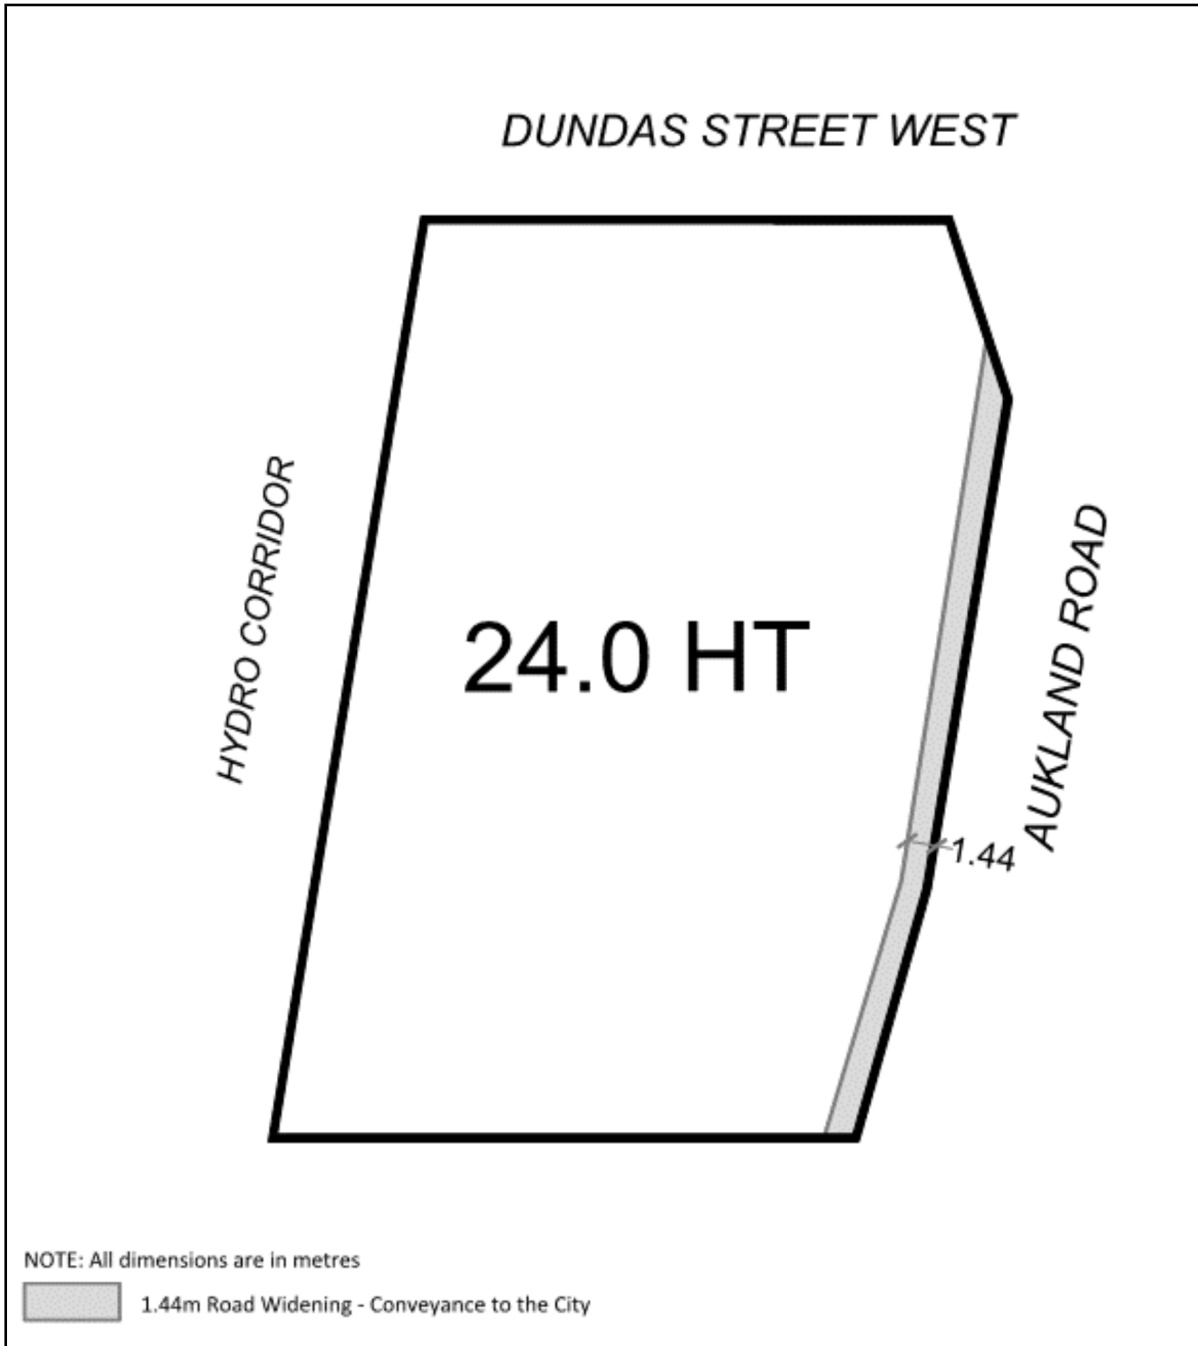 DUNDAS STREET WEST
HYDRO CORRIDOR
24.0 HT
AUKLAND ROAD
1.44
NOTE: All dimensions are in metres
1.44m Road Widening - Conveyance to the City